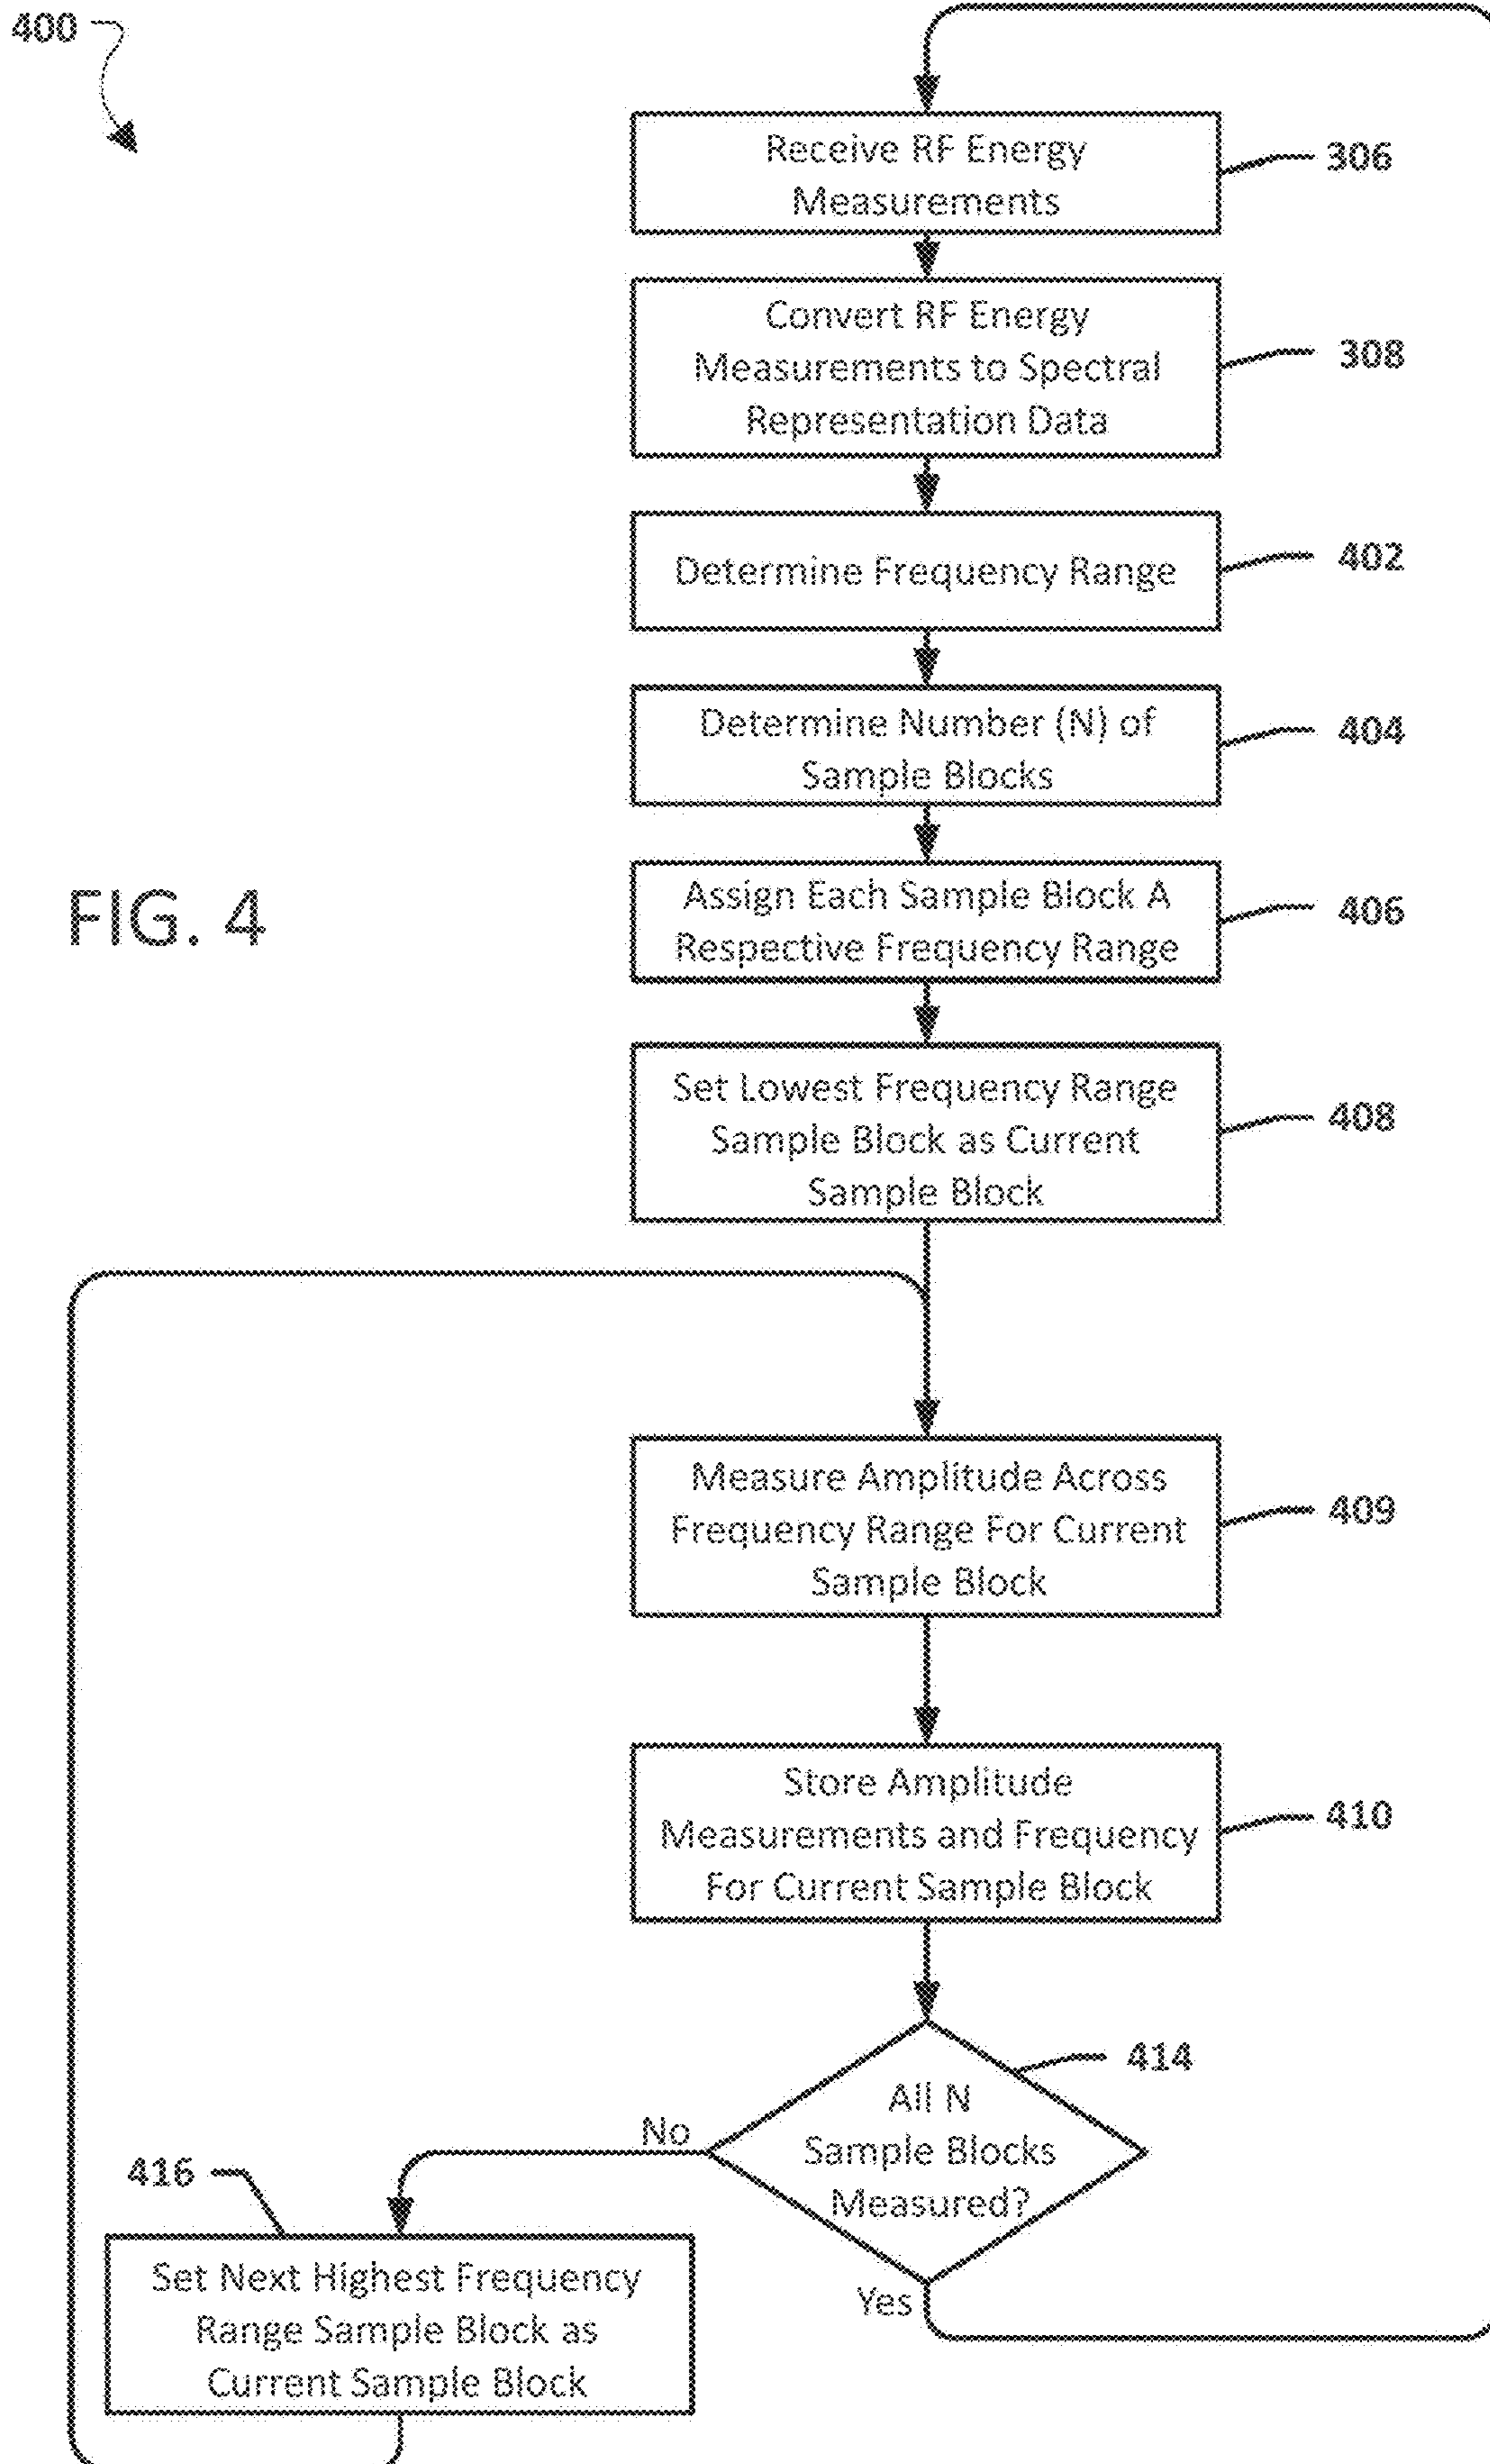 400
Receive RF Energy
Measurements
306
Convert RF Energy
Measurements to Spectral
Representation Data
308
Determine Frequency Range
402
Determine Number (N) of
Sample Blocks
404
FIG. 4
Assign Each Sample Block A
Respective Frequency Range
406
Set Lowest Frequency Range
Sample Block as Current
Sample Block
408
Measure Amplitude Across
Frequency Range For Current
Sample Block
409
Store Amplitude
Measurements and Frequency
For Current Sample Block
410
All N
Sample Blocks
Measured?
414
No
Yes
416
Set Next Highest Frequency
Range Sample Block as
Current Sample Block